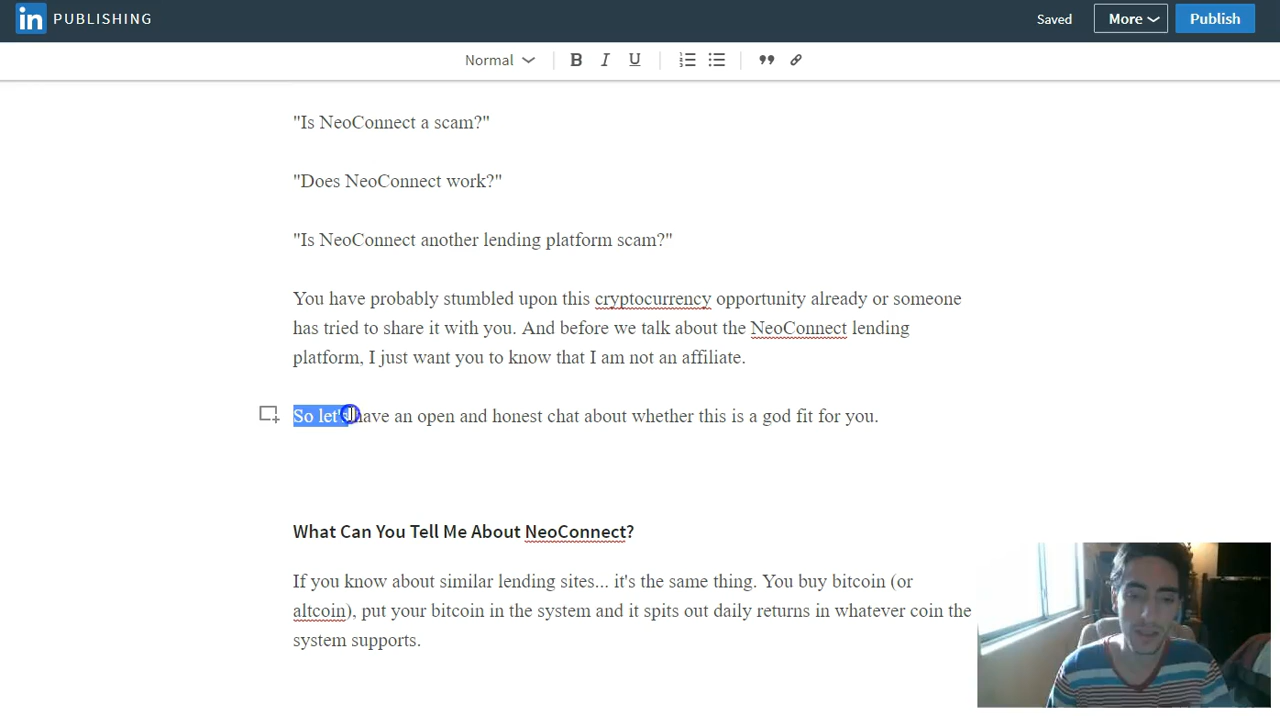 in PUBLISHING
Saved
More
Publish
Normal
B I U
"Is NeoConnect a scam?"
"Does NeoConnect work?"
"Is NeoConnect another lending platform scam?"
You have probably stumbled upon this cryptocurrency opportunity already or someone
has tried to share it with you. And before we talk about the NeoConnect lending
platform, I just want you to know that I am not an affiliate.
So let's have an open and honest chat about whether this is a god fit for you.
What Can You Tell Me About NeoConnect?
If you know about similar lending sites... it's the same thing. You buy bitcoin (or
altcoin), put your bitcoin in the system and it spits out daily returns in whatever coin the
system supports.